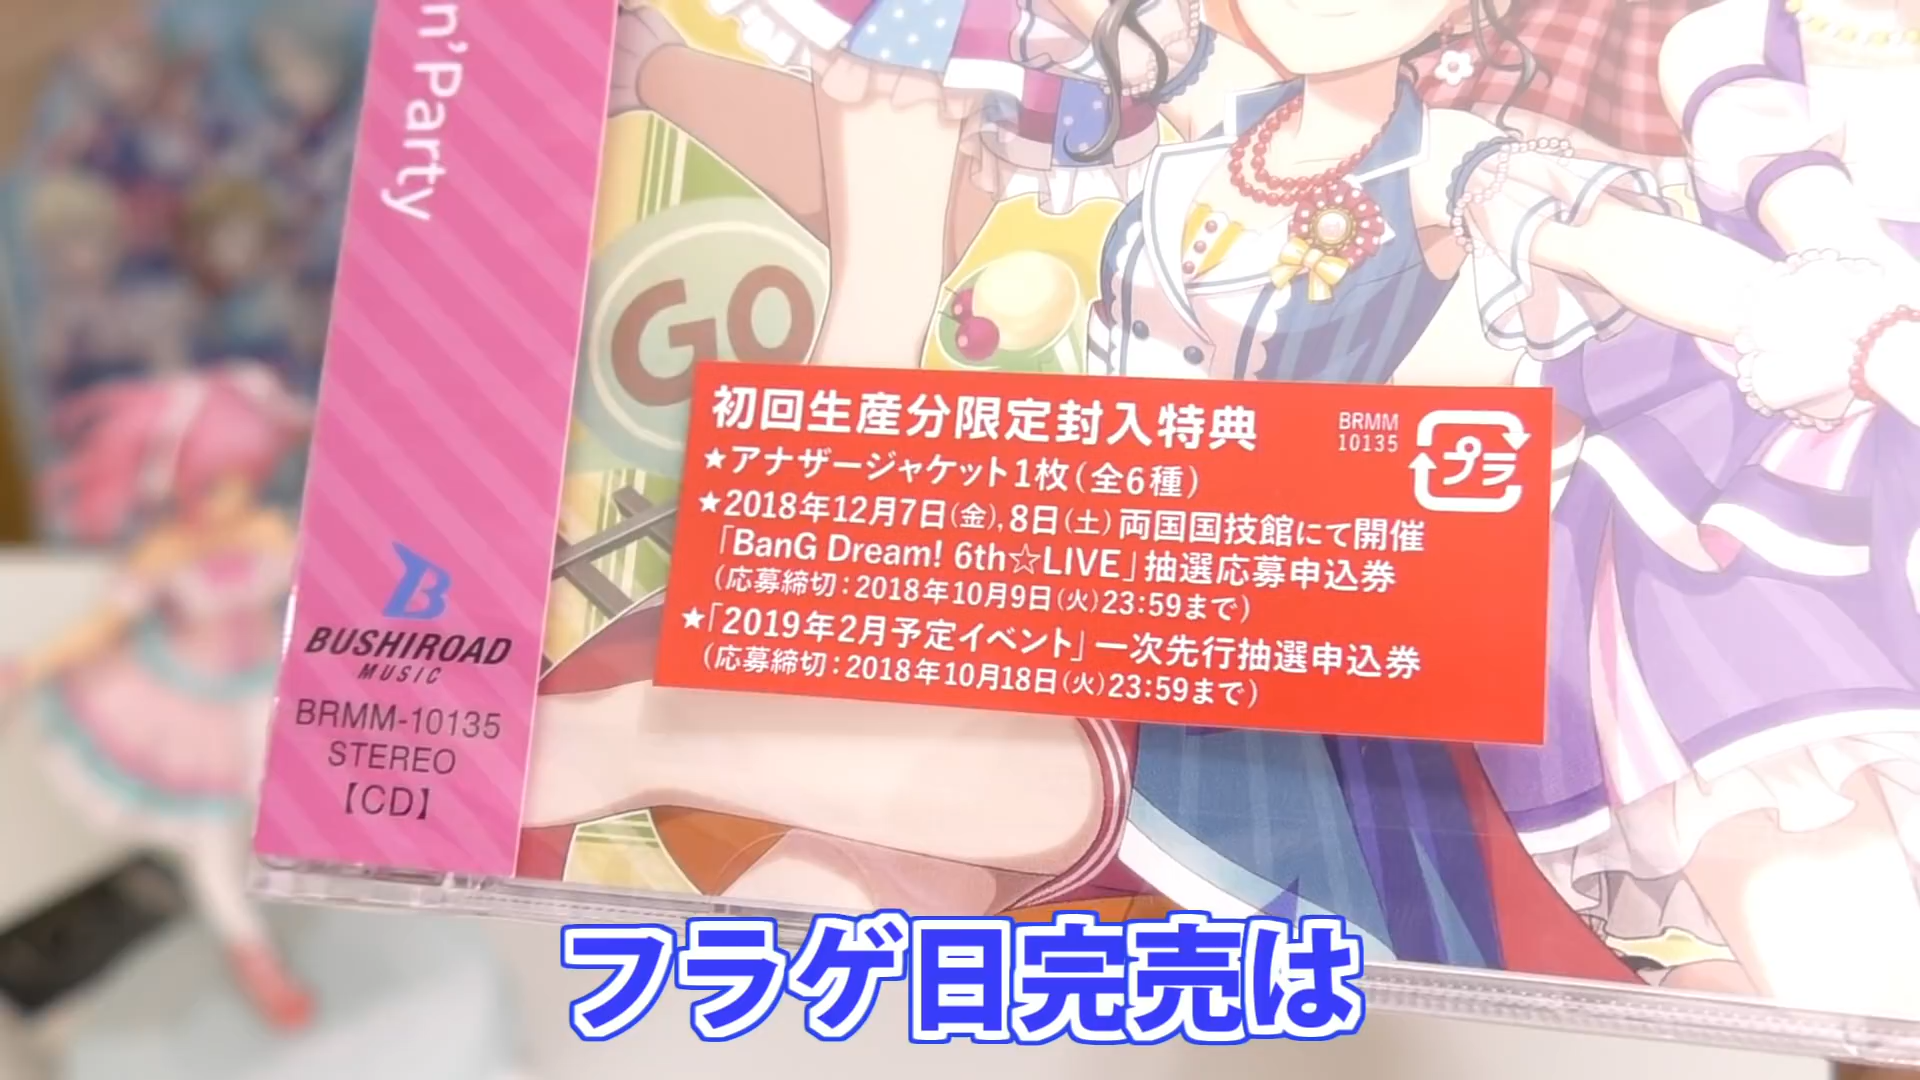 n'Party
GO
初回生産分限定封入特典
BRMM
10135
プラ
★アナザージャケット1枚（全6種）
★2018年12月7日(金), 8日(土) 両国国技館にて開催
「BanG Dream! 6th☆LIVE」抽選応募申込券
（応募締切：2018年10月9日(火)23:59まで）
★「2019年2月予定イベント」一次先行抽選申込券
（応募締切：2018年10月18日(火)23:59まで）
BUSHIROAD
MUSIC
BRMM-10135
STEREO
【CD】
フラゲ日完売は